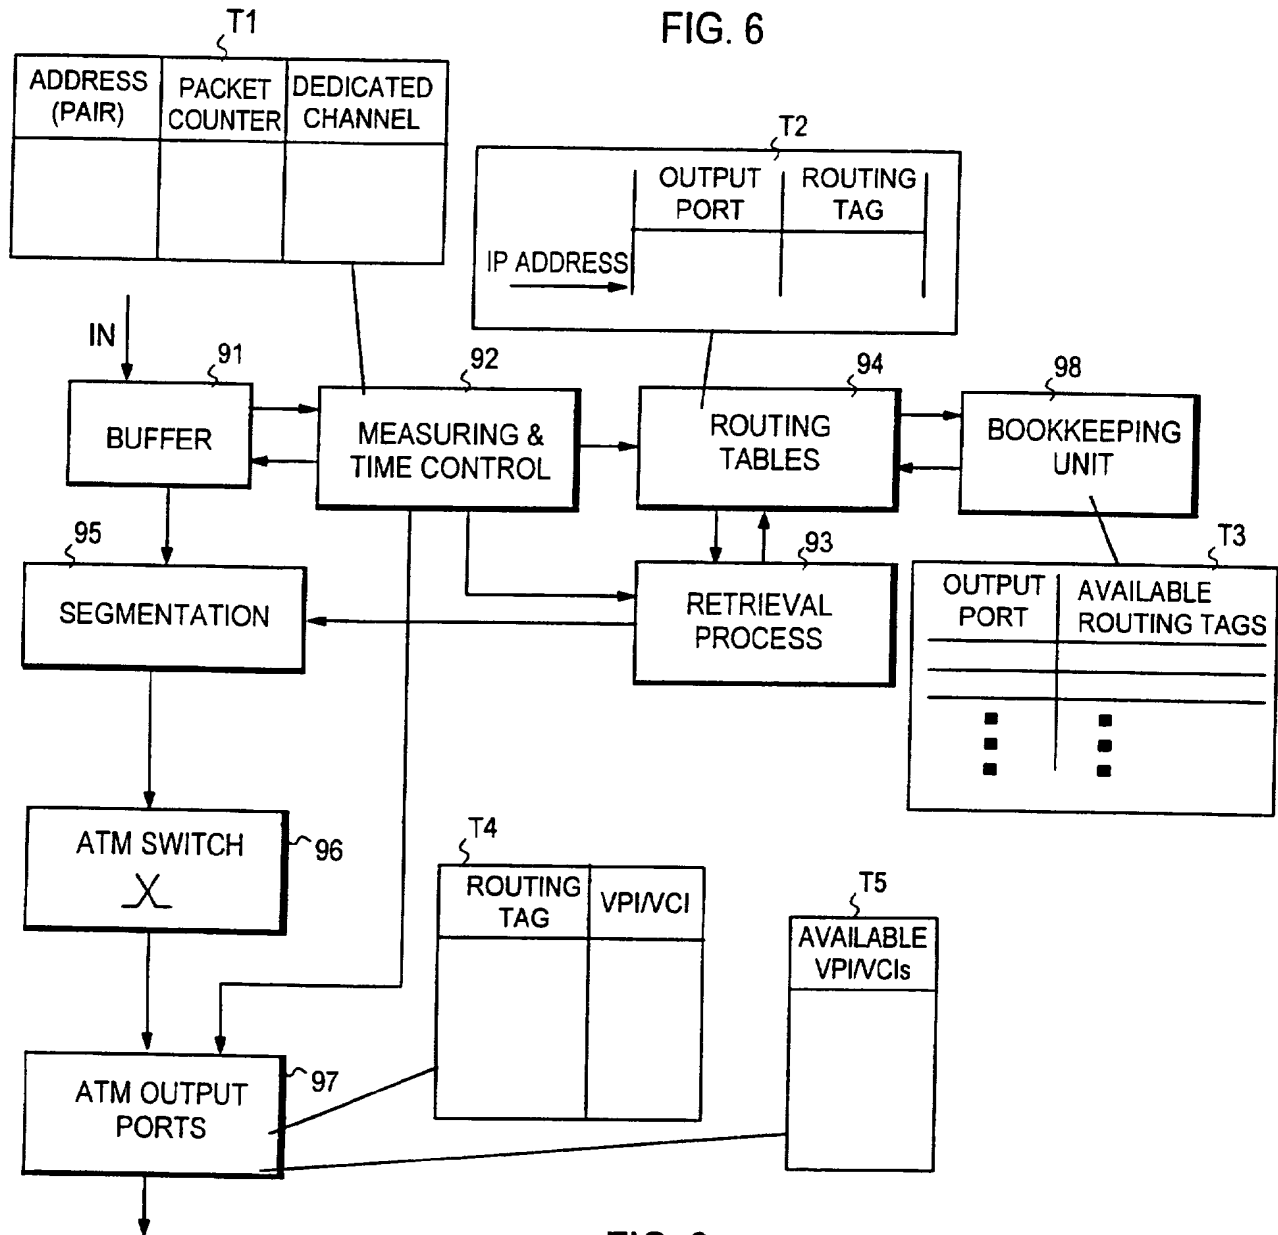 FIG. 6
T1
ADDRESS
(PAIR)
PACKET
COUNTER
DEDICATED
CHANNEL
T2
OUTPUT
PORT
ROUTING
TAG
IP ADDRESS
IN
91
BUFFER
92
MEASURING &
TIME CONTROL
94
ROUTING
TABLES
98
BOOKKEEPING
UNIT
95
SEGMENTATION
93
RETRIEVAL
PROCESS
T3
OUTPUT
PORT
AVAILABLE
ROUTING TAGS
ATM SWITCH
96
T4
ROUTING
TAG
VPI/VCI
T5
AVAILABLE
VPI/VCIs
ATM OUTPUT
PORTS
97